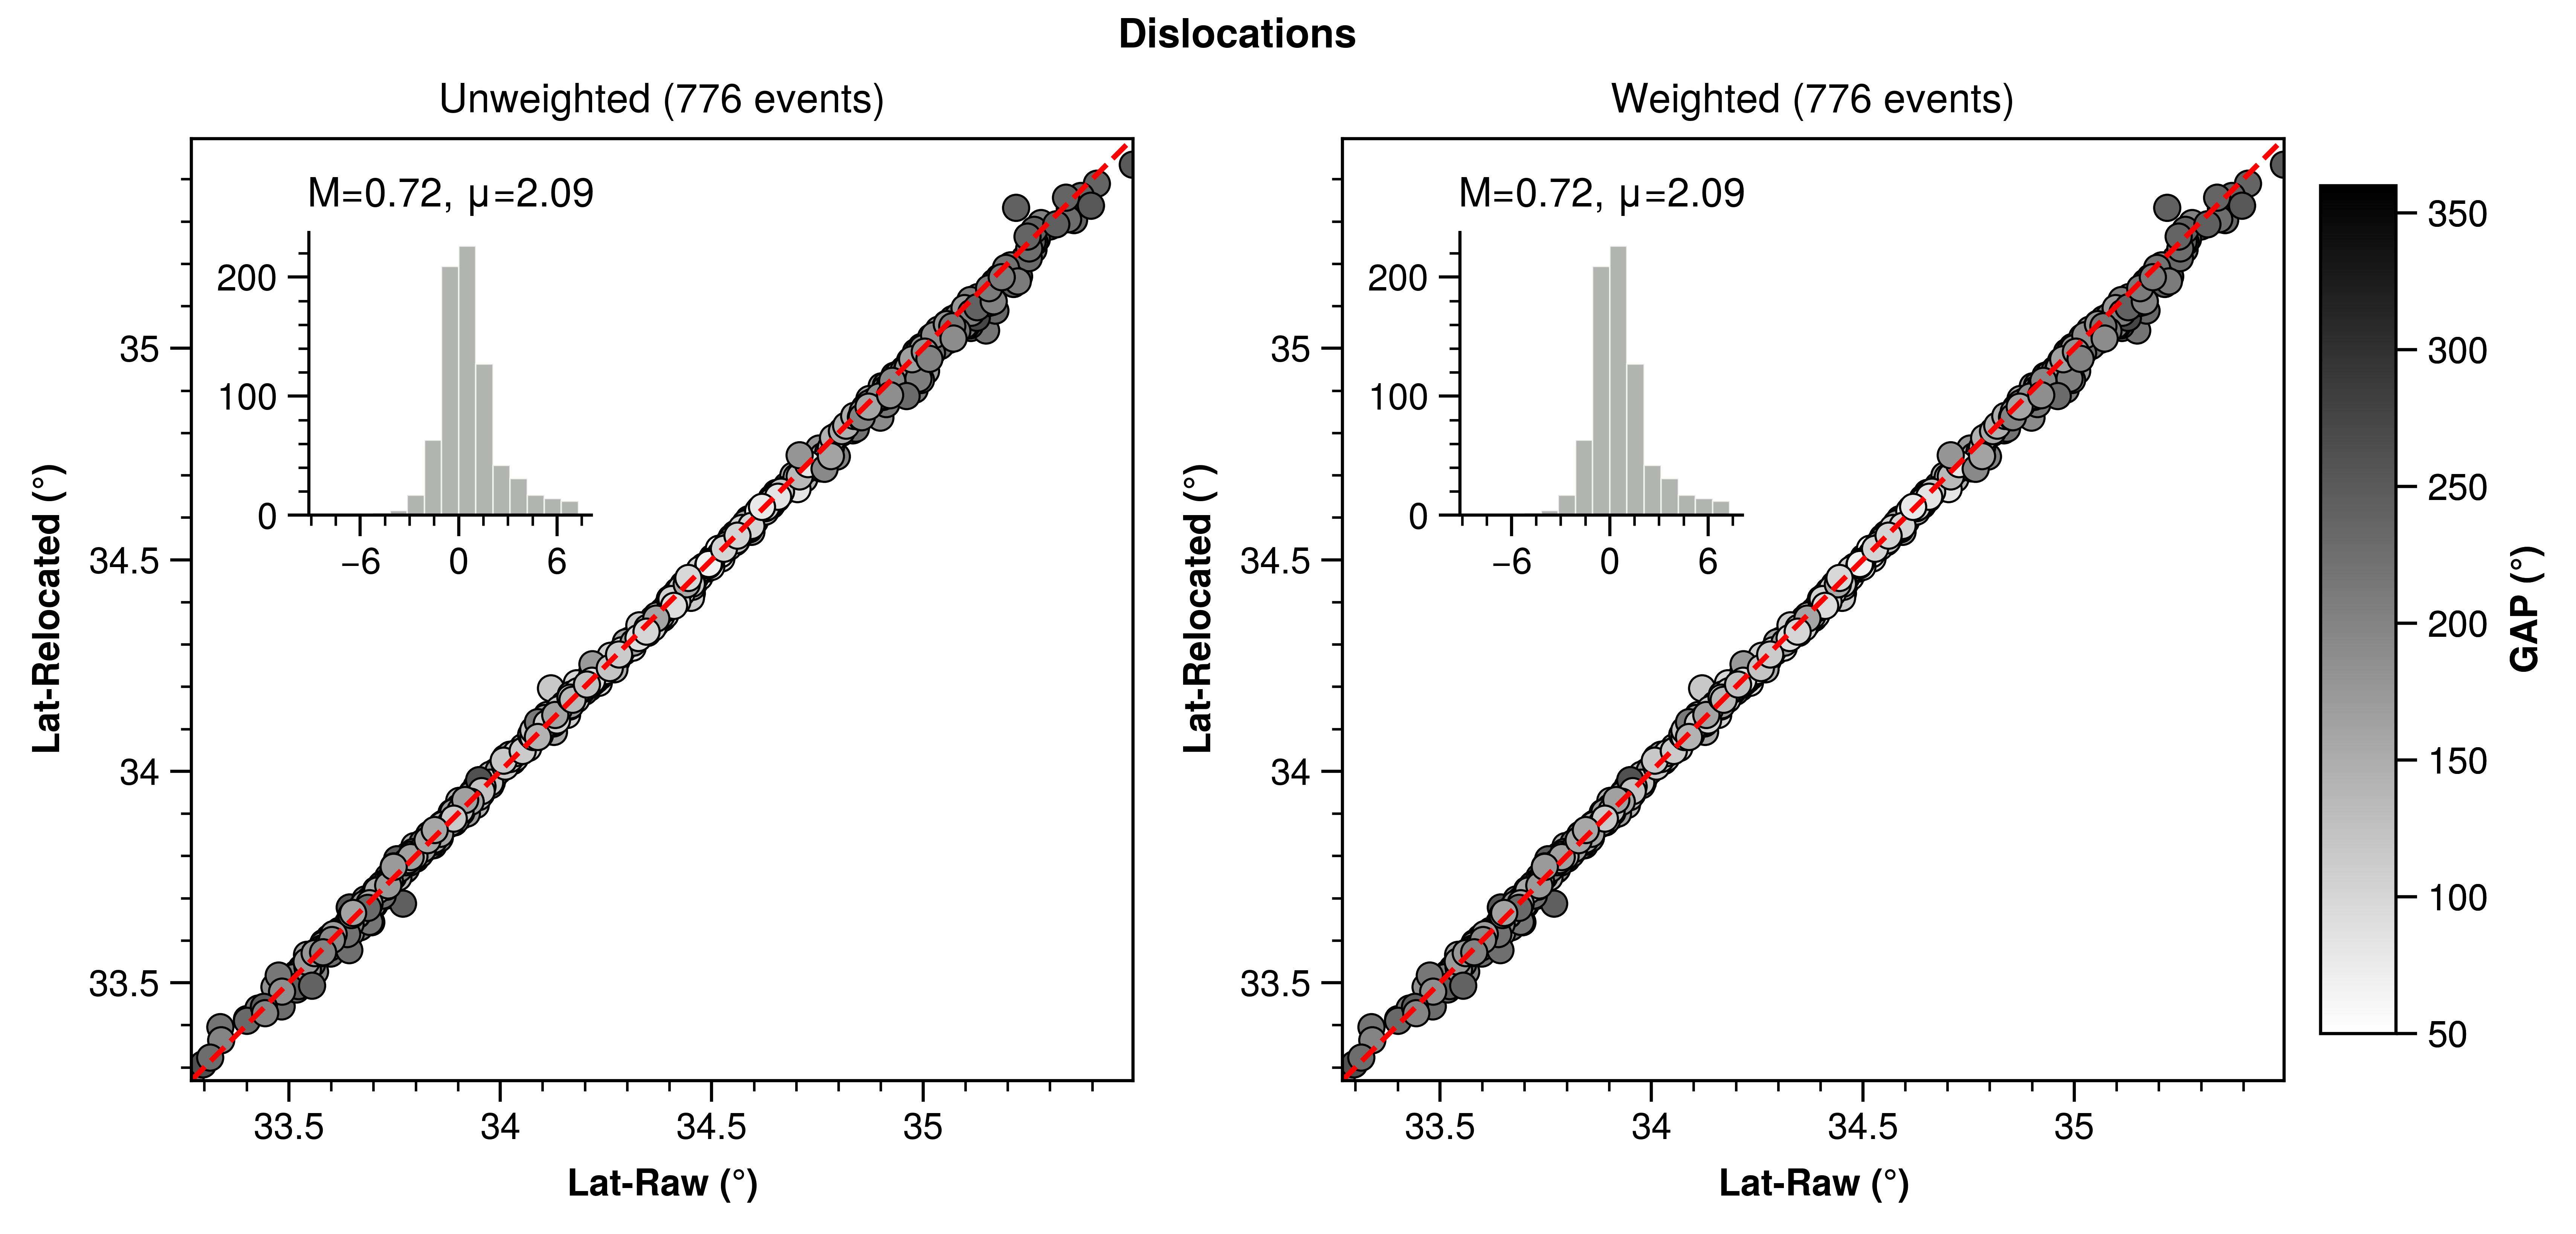 Dislocations
Unweighted (776 events)
M=0.72, μ=2.09
200
100
0
−6 0 6
35
34.5
34
33.5
33.5 34 34.5 35
Lat-Relocated (°)
Lat-Raw (°)
Weighted (776 events)
M=0.72, μ=2.09
200
100
0
−6 0 6
35
34.5
34
33.5
33.5 34 34.5 35
Lat-Relocated (°)
Lat-Raw (°)
350
300
250
200
150
100
50
GAP (°)